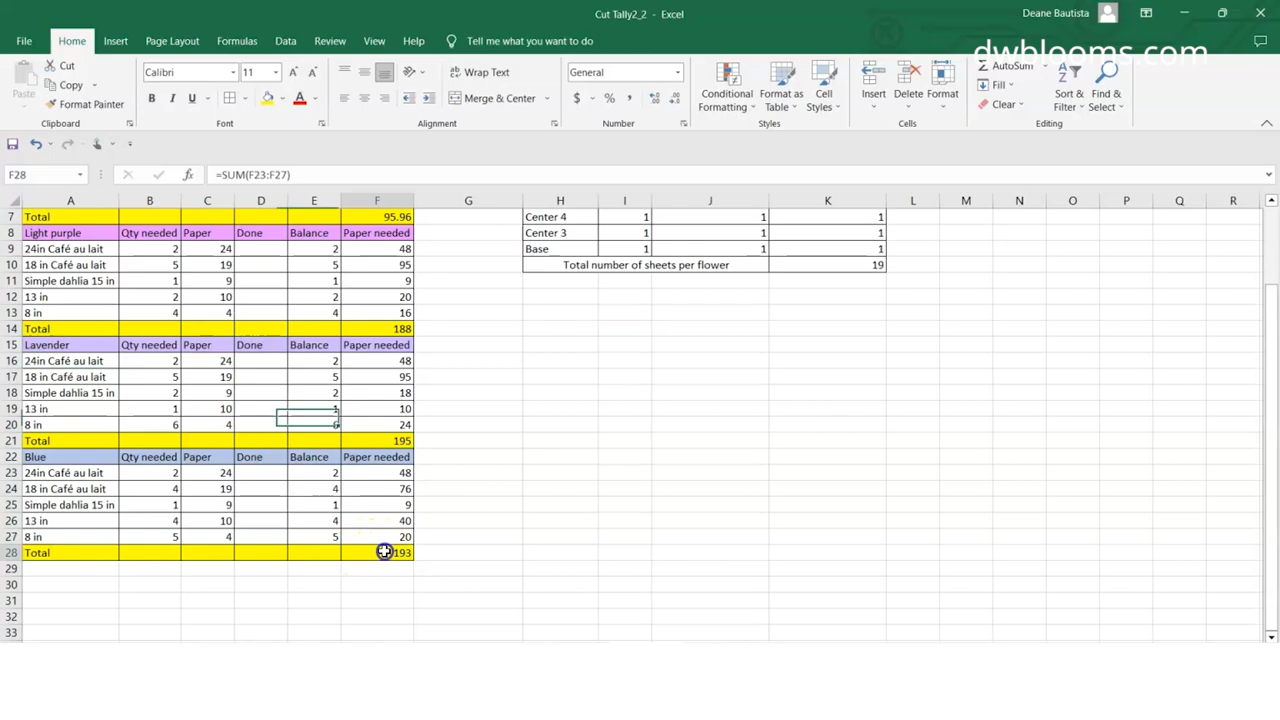 Cut Tally2_2 - Excel
Deane Bautista
dwblooms.com
File Home Insert Page Layout Formulas Data Review View Help Tell me what you want to do
Cut
Copy
Format Painter
Paste
Clipboard
Calibri 11
B I U
Font
Wrap Text
Merge & Center
Alignment
General
$ % ,
Number
Conditional Formatting
Format as Table
Cell Styles
Styles
Insert
Delete
Format
Cells
AutoSum
Fill
Clear
Sort & Filter
Find & Select
Editing
F28 fx =SUM(F23:F27)
A B C D E F G H I J K L M N O P Q R
7 Total 95.96 Center 4 1 1 1
8 Light purple Qty needed Paper Done Balance Paper needed Center 3 1 1 1
9 24in Café au lait 2 24 2 48 Base 1 1 1
10 18 in Café au lait 5 19 5 95 Total number of sheets per flower 19
11 Simple dahlia 15 in 1 9 1 9
12 13 in 2 10 2 20
13 8 in 4 4 4 16
14 Total 188
15 Lavender Qty needed Paper Done Balance Paper needed
16 24in Café au lait 2 24 2 48
17 18 in Café au lait 5 19 5 95
18 Simple dahlia 15 in 2 9 2 18
19 13 in 1 10 1 10
20 8 in 6 4 6 24
21 Total 195
22 Blue Qty needed Paper Done Balance Paper needed
23 24in Café au lait 2 24 2 48
24 18 in Café au lait 4 19 4 76
25 Simple dahlia 15 in 1 9 1 9
26 13 in 4 10 4 40
27 8 in 5 4 5 20
28 Total 193
29
30
31
32
33